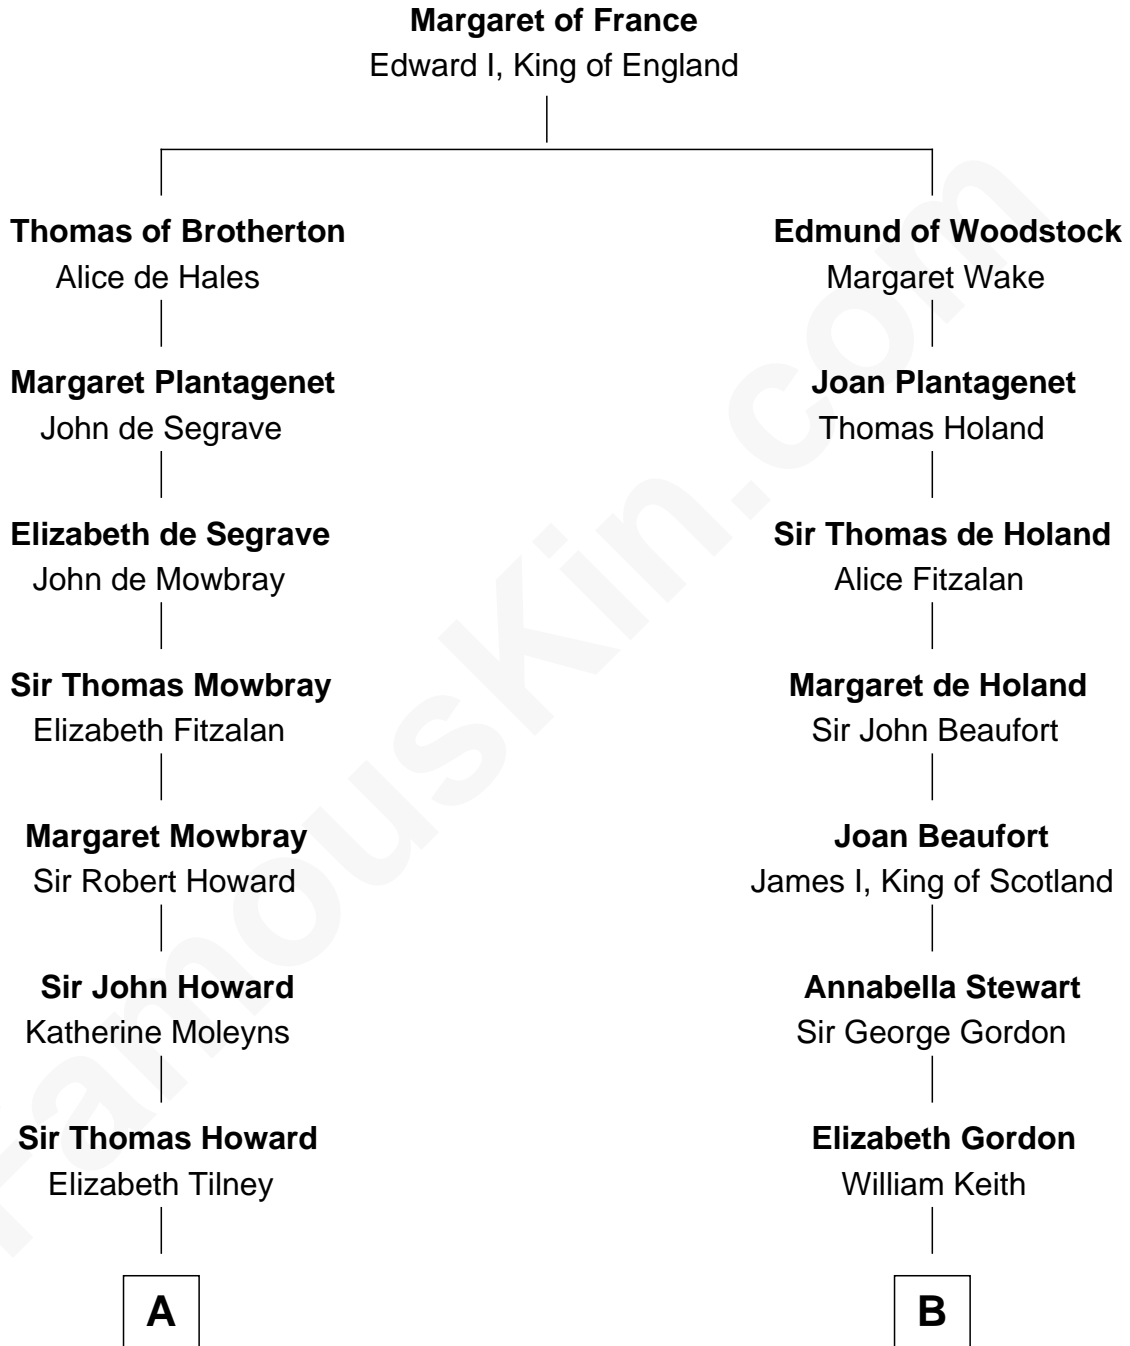 Margaret of France
Edward I, King of England
Thomas of Brotherton
Alice de Hales
Edmund of Woodstock
Margaret Wake
Margaret Plantagenet
John de Segrave
Joan Plantagenet
Thomas Holand
Elizabeth de Segrave
John de Mowbray
Sir Thomas de Holand
Alice Fitzalan
Sir Thomas Mowbray
Elizabeth Fitzalan
Margaret de Holand
Sir John Beaufort
Margaret Mowbray
Sir Robert Howard
Joan Beaufort
James I, King of Scotland
Sir John Howard
Katherine Moleyns
Annabella Stewart
Sir George Gordon
Sir Thomas Howard
Elizabeth Tilney
Elizabeth Gordon
William Keith
A
B
FamousKin.com